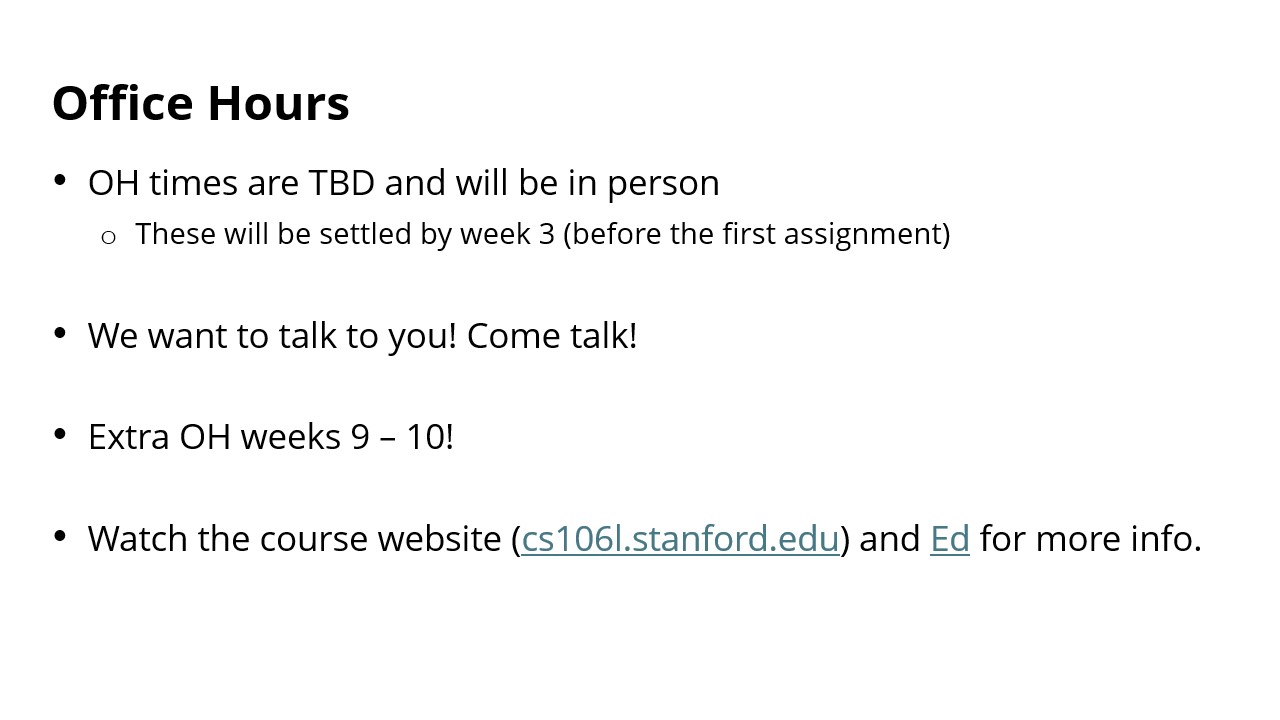 Office Hours
• OH times are TBD and will be in person
○ These will be settled by week 3 (before the first assignment)
• We want to talk to you! Come talk!
• Extra OH weeks 9 – 10!
• Watch the course website (cs106l.stanford.edu) and Ed for more info.